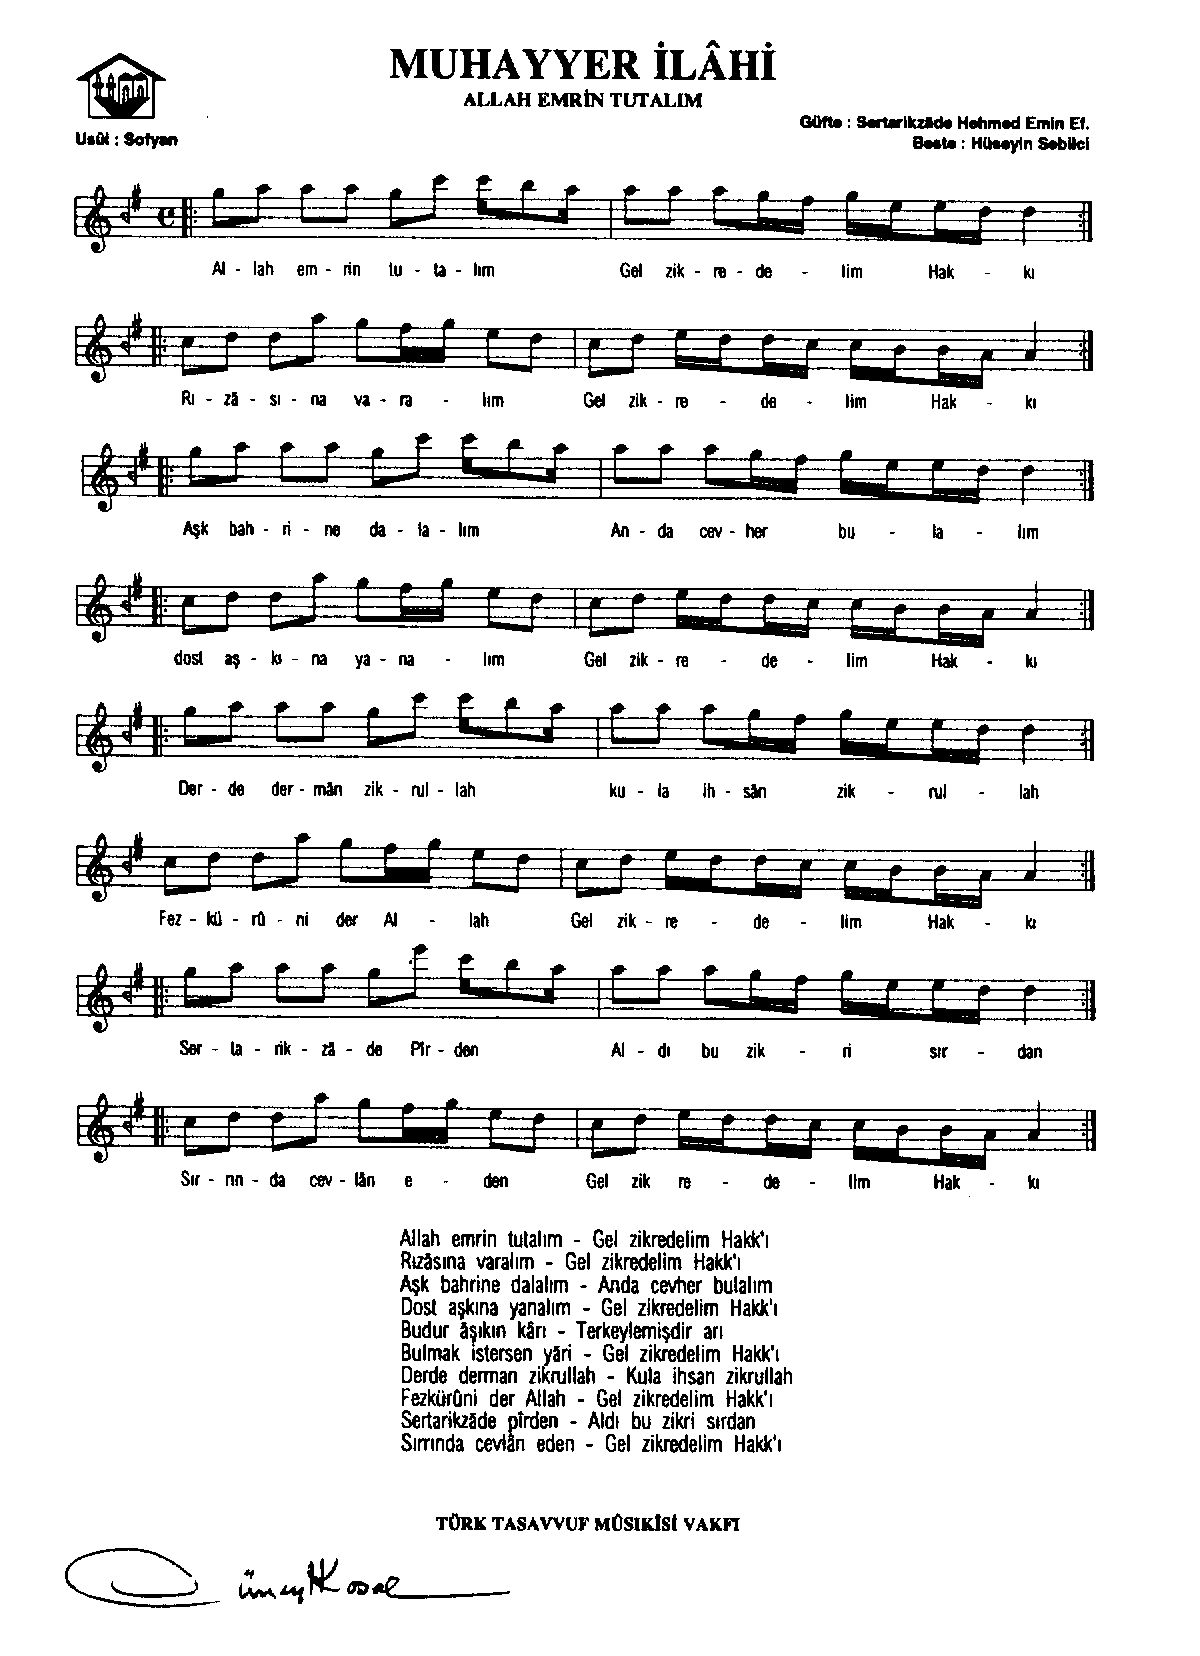 MUHAYYER İLÂHİ
ALLAH EMRİN TUTALIM
Usûl : Sofyan
Güfte : Sertarikzâde Hehmed Emin Ef.
Beste : Hüseyin Sebilci
Al - lah em - rin tu - ta - lım Gel zik - re - de - lim Hak - kı
Rı - zâ - sı - na va - ra - lım Gel zik - re - de - lim Hak - kı
Aşk bah - ri - ne da - la - lım An - da cev - her bu - la - lım
dost aş - kı - na ya - na - lım Gel zik - re - de - lim Hak - kı
Der - de der - mân zik - rul - lah ku - la ih - sân zik - rul - lah
Fez - kü - rû - ni der Al - lah Gel zik - re - de - lim Hak - kı
Ser - ta - rik - zâ - de Pîr - den Al - dı bu zik - ri sır - dan
Sır - rın - da cev - lân e - den Gel zik re - de - lim Hak - kı
Allah emrin tutalım - Gel zikredelim Hakk'ı
Rızâsına varalım - Gel zikredelim Hakk'ı
Aşk bahrine dalalım - Anda cevher bulalım
Dost aşkına yanalım - Gel zikredelim Hakk'ı
Budur âşıkın kârı - Terkeylemişdir arı
Bulmak istersen yâri - Gel zikredelim Hakk'ı
Derde derman zikrullah - Kula ihsan zikrullah
Fezkürûni der Allah - Gel zikredelim Hakk'ı
Sertarikzâde pîrden - Aldı bu zikri sırdan
Sırrında cevlân eden - Gel zikredelim Hakk'ı
TÜRK TASAVVUF MÛSIKİSİ VAKFI